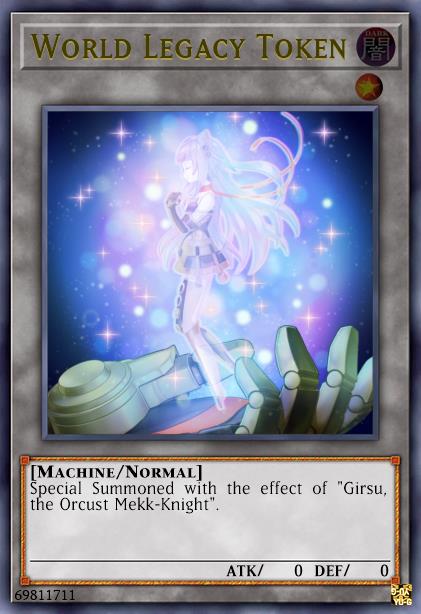 WORLD LEGACY TOKEN
DARK
闇
[MACHINE/NORMAL]
Special Summoned with the effect of "Girsu,
the Orcust Mekk-Knight".
ATK/ 0 DEF/ 0
69811711